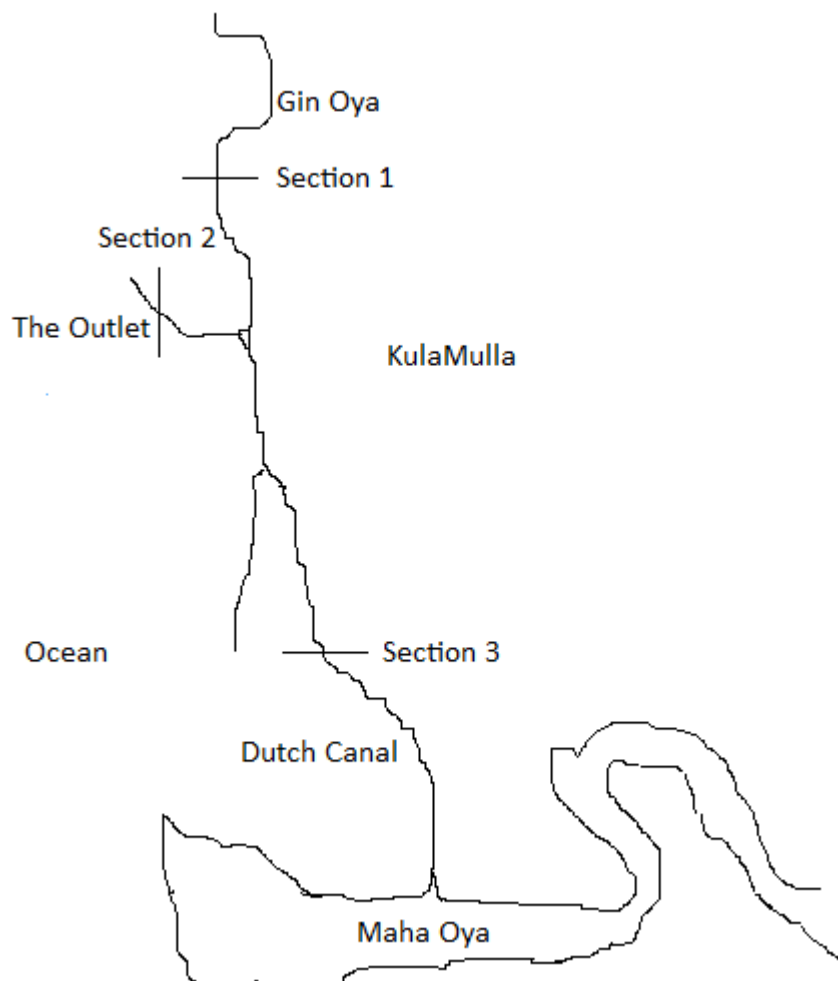 Gin Oya
Section 1
Section 2
The Outlet
KulaMulla
Ocean
Section 3
Dutch Canal
Maha Oya